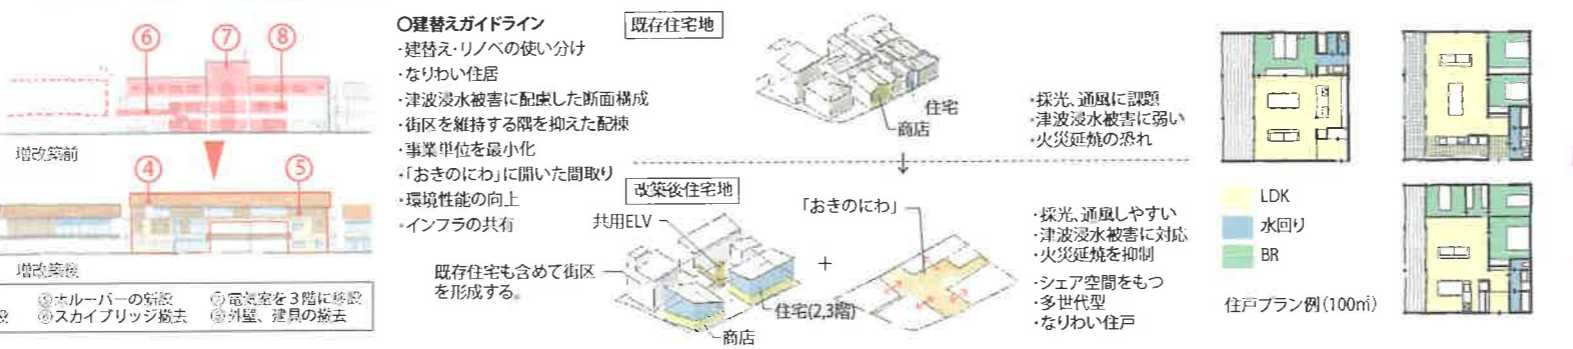 ⑥
⑦
⑧
増改築前
④
⑤
増改築後
⑤木ルーバーの新設
⑦電気室を3階に移設
設
⑥スカイブリッジ撤去
⑧外壁、建具の撤去
〇建替えガイドライン
・建替え・リノベの使い分け
・なりわい住居
・津波浸水被害に配慮した断面構成
・街区を維持する隅を抑えた配棟
・事業単位を最小化
・「おきのにわ」に開いた間取り
・環境性能の向上
・インフラの共有
既存住宅地
住宅
商店
・採光、通風に課題
・津波浸水被害に弱い
・火災延焼の恐れ
改築後住宅地
共用ELV
「おきのにわ」
既存住宅も含めて街区
を形成する。
+
住宅(2,3階)
商店
・採光、通風しやすい
・津波浸水被害に対応
・火災延焼を抑制
・シェア空間をもつ
・多世代型
・なりわい住戸
LDK
水回り
BR
住戸プラン例(100㎡)